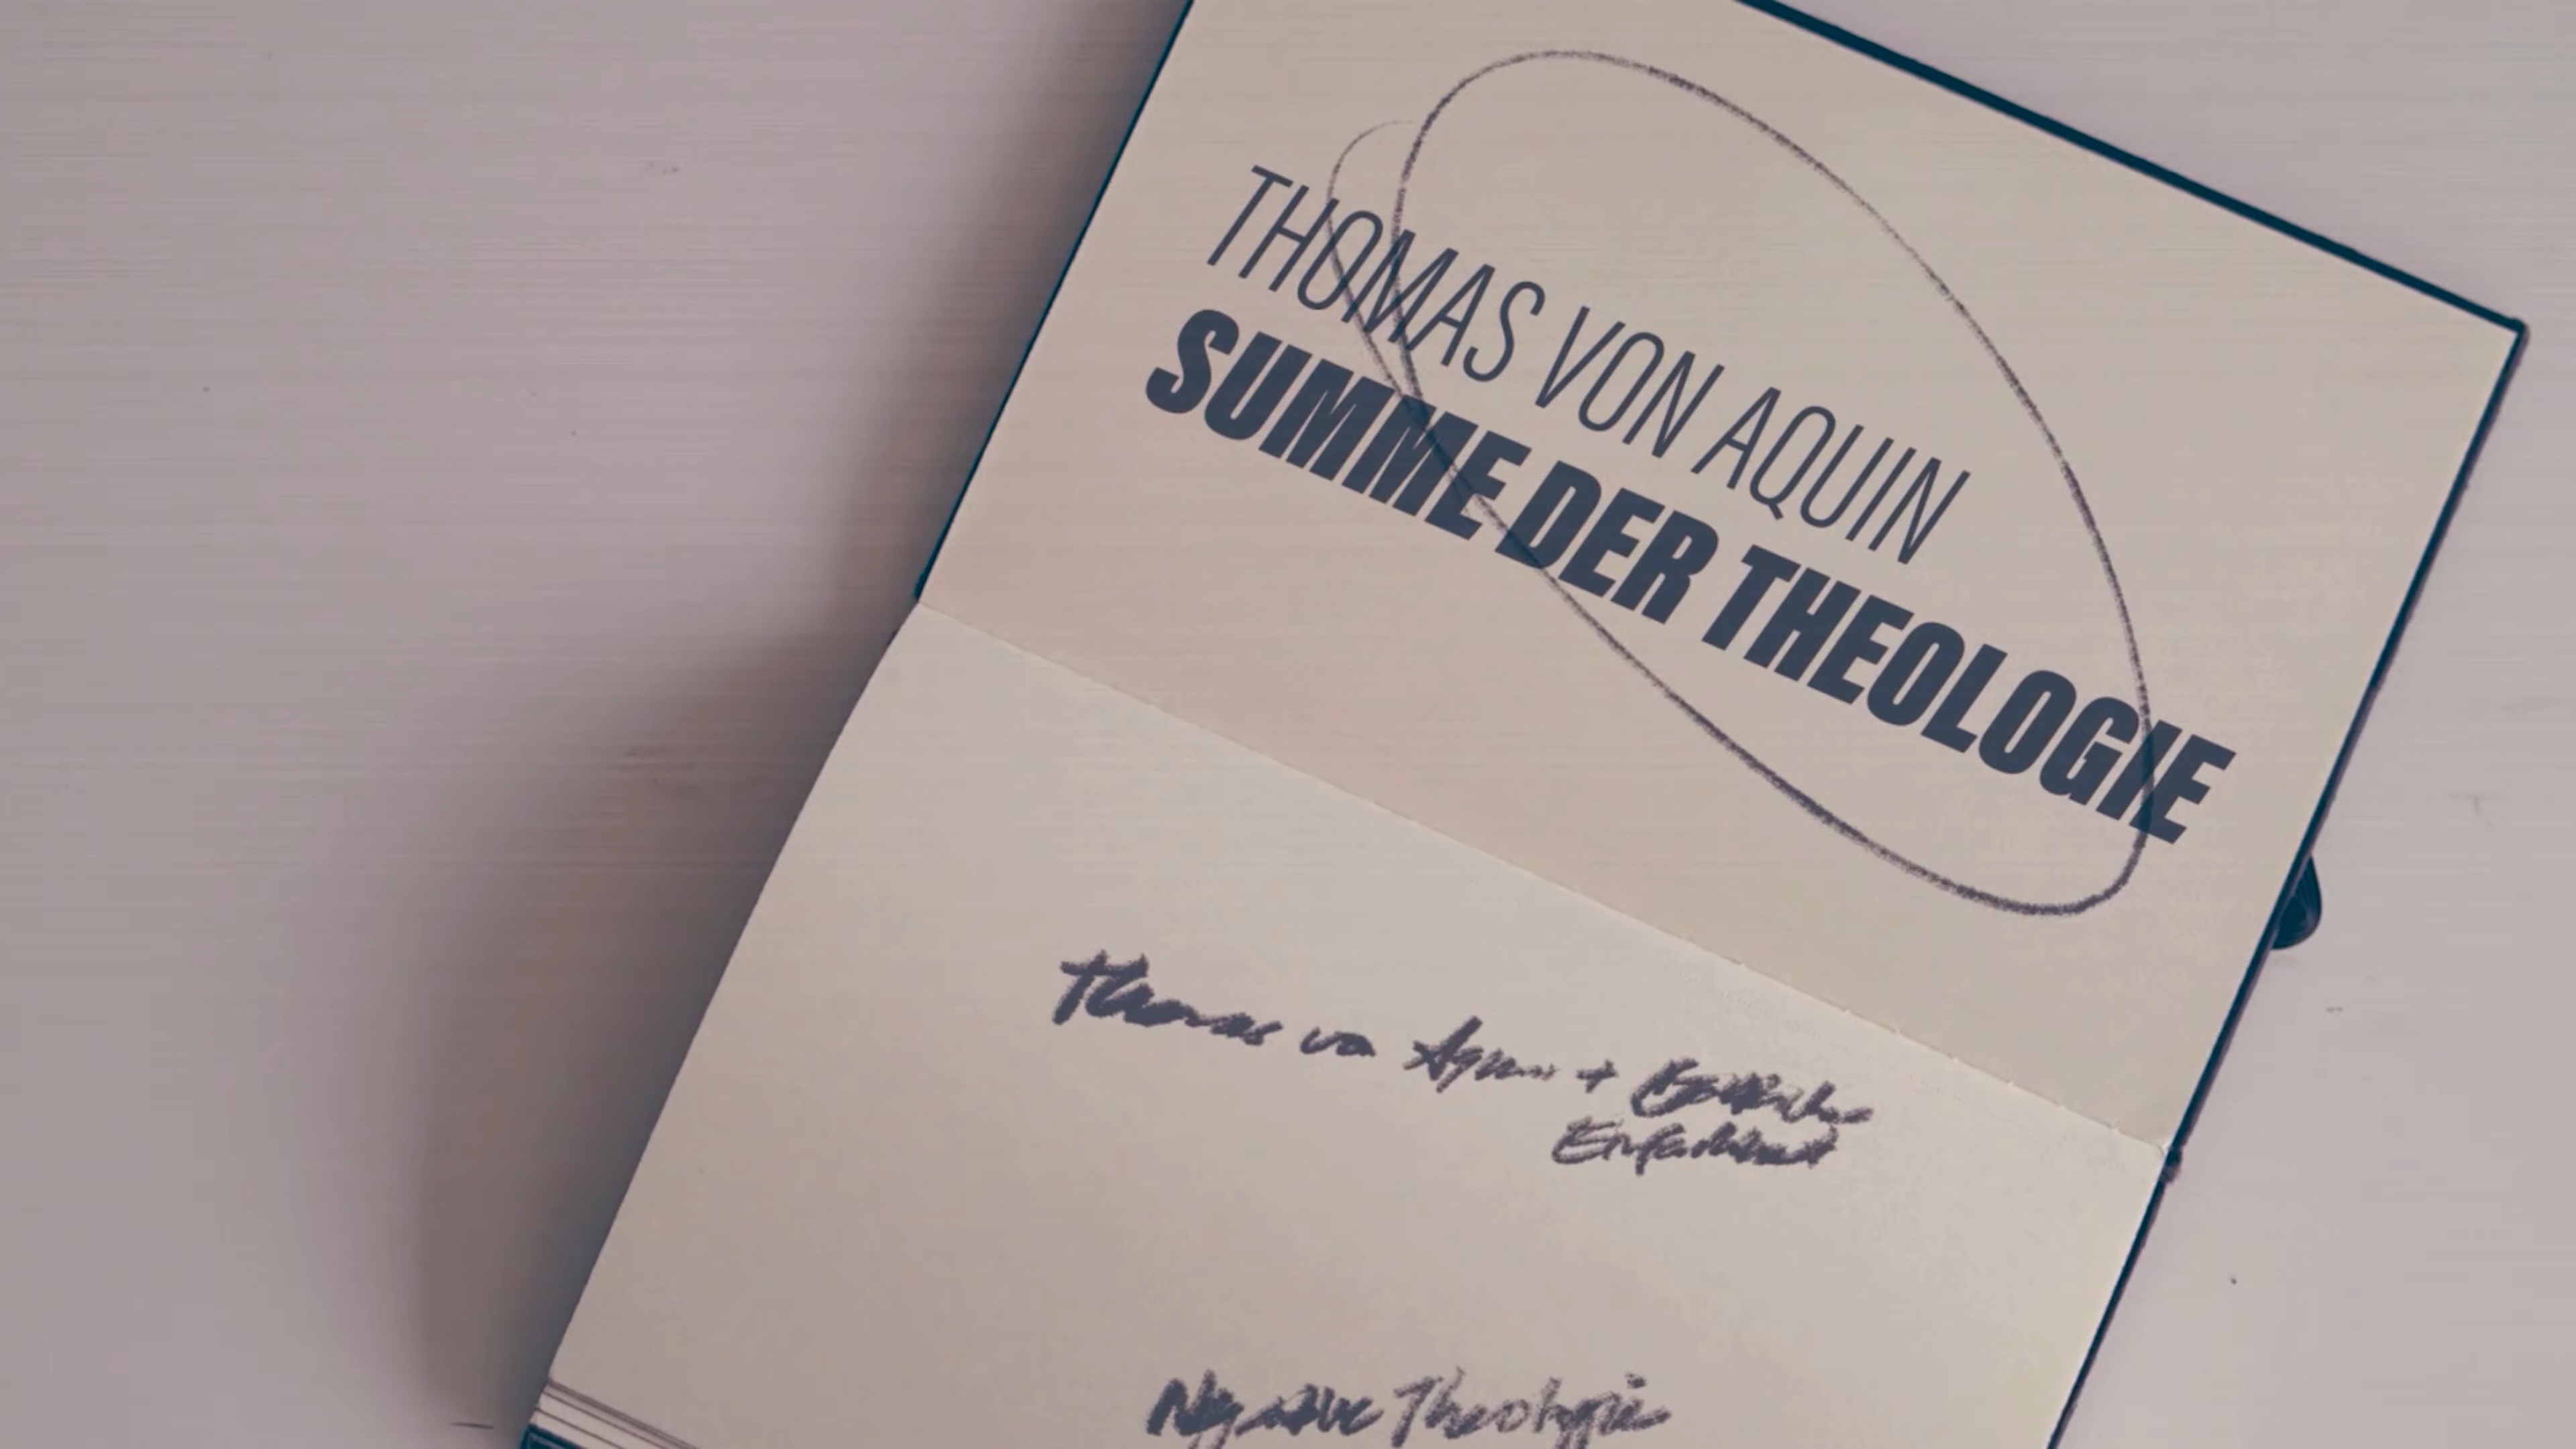 THOMAS VON AQUIN
SUMME DER THEOLOGIE
Thomas von Aquin +
Negative Theologie